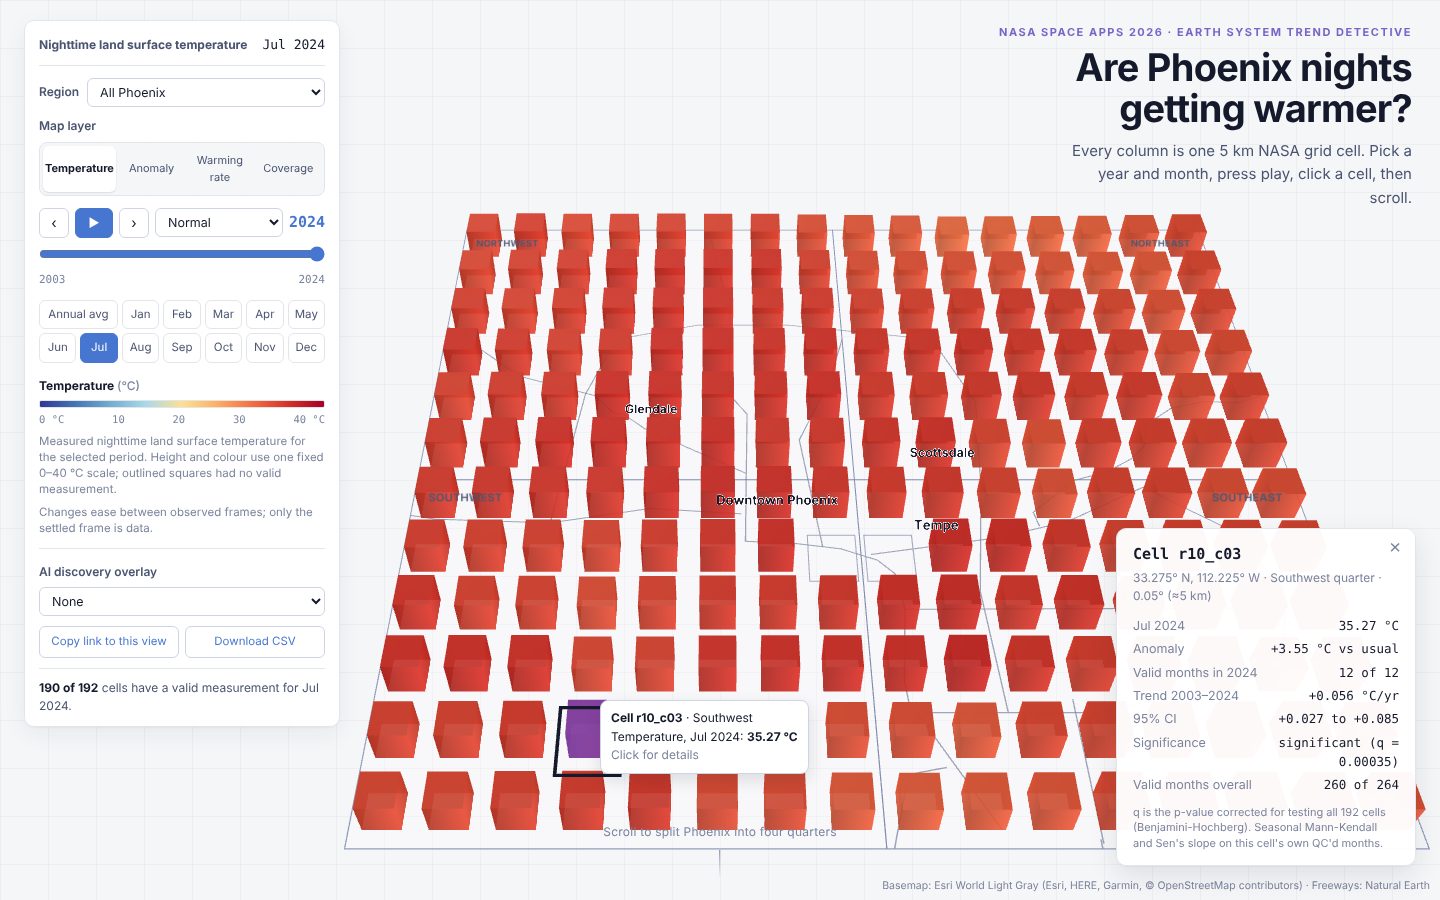 Nighttime land surface temperature Jul 2024
Region All Phoenix
Map layer
Temperature Anomaly Warming rate Coverage
‹ ▶ › Normal 2024
2003 2024
Annual avg Jan Feb Mar Apr May
Jun Jul Aug Sep Oct Nov Dec
Temperature (°C)
0 °C 10 20 30 40 °C
Measured nighttime land surface temperature for
the selected period. Height and colour use one fixed
0–40 °C scale; outlined squares had no valid
measurement.
Changes ease between observed frames; only the
settled frame is data.
AI discovery overlay
None
Copy link to this view Download CSV
190 of 192 cells have a valid measurement for Jul
2024.
NASA SPACE APPS 2026 · EARTH SYSTEM TREND DETECTIVE
Are Phoenix nights
getting warmer?
Every column is one 5 km NASA grid cell. Pick a
year and month, press play, click a cell, then
scroll.
NORTHWEST NORTHEAST
Glendale
Scottsdale
SOUTHWEST Downtown Phoenix SOUTHEAST
Tempe
Cell r10_c03 · Southwest
Temperature, Jul 2024: 35.27 °C
Click for details
Scroll to split Phoenix into four quarters
Cell r10_c03 ✕
33.275° N, 112.225° W · Southwest quarter ·
0.05° (≈5 km)
Jul 2024 35.27 °C
Anomaly +3.55 °C vs usual
Valid months in 2024 12 of 12
Trend 2003–2024 +0.056 °C/yr
95% CI +0.027 to +0.085
Significance significant (q =
0.00035)
Valid months overall 260 of 264
q is the p-value corrected for testing all 192 cells
(Benjamini-Hochberg). Seasonal Mann-Kendall
and Sen's slope on this cell's own QC'd months.
Basemap: Esri World Light Gray (Esri, HERE, Garmin, © OpenStreetMap contributors) · Freeways: Natural Earth